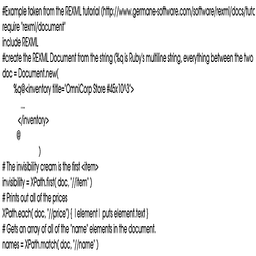 #Example taken from the REXML tutorial (http://www.germane-software.com/software/rexml/docs/tutc
require "rexml/document"
include REXML
#create the REXML Document from the string (%q is Ruby's multiline string, everything between the two
doc = Document.new(
%q@<inventory title="OmniCorp Store #45x10^3">
...
</inventory>
@
)
# The invisibility cream is the first <item>
invisibility = XPath.first( doc, "//item" )
# Prints out all of the prices
XPath.each( doc, "//price") { |element| puts element.text }
# Gets an array of all of the "name" elements in the document.
names = XPath.match( doc, "//name" )